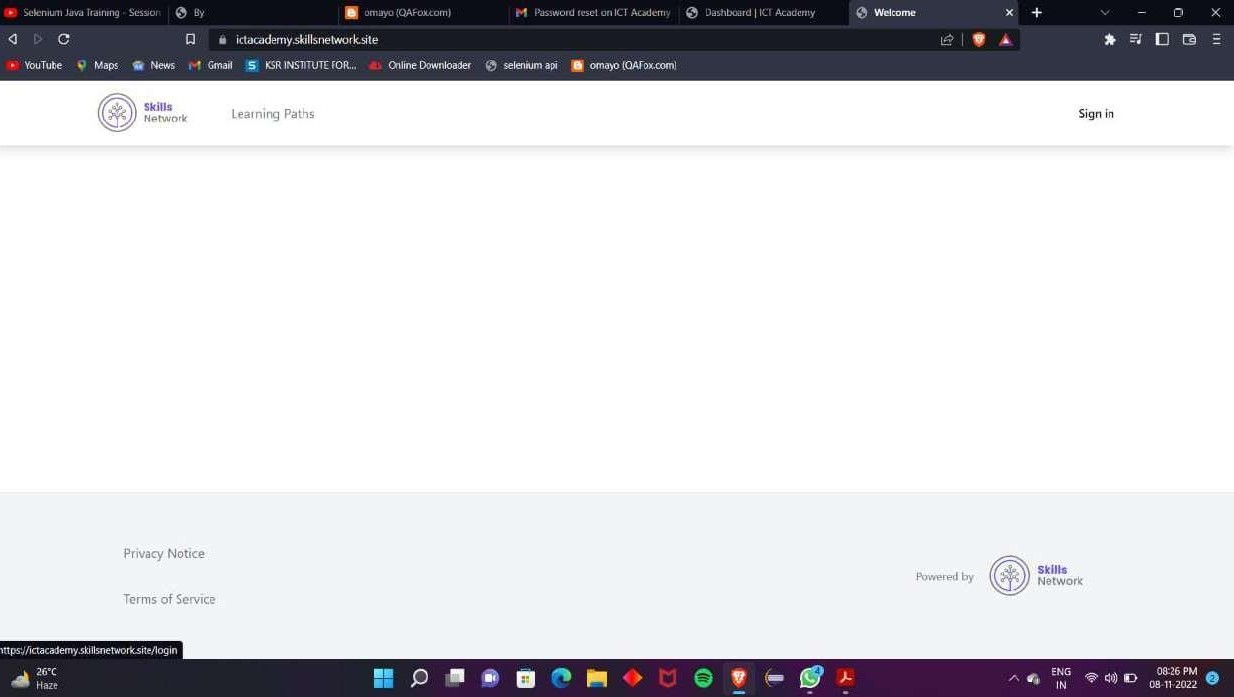 Selenium Java Training - Session
By
omayo (QAFox.com)
Password reset on ICT Academy
Dashboard | ICT Academy
Welcome
ictacademy.skillsnetwork.site
YouTube
Maps
News
Gmail
KSR INSTITUTE FOR...
Online Downloader
selenium api
omayo (QAFox.com)
Skills
Network
Learning Paths
Sign in
Privacy Notice
Terms of Service
Powered by
Skills
Network
https://ictacademy.skillsnetwork.site/login
26°C
Haze
4
ENG
IN
08:26 PM
08-11-2022
2